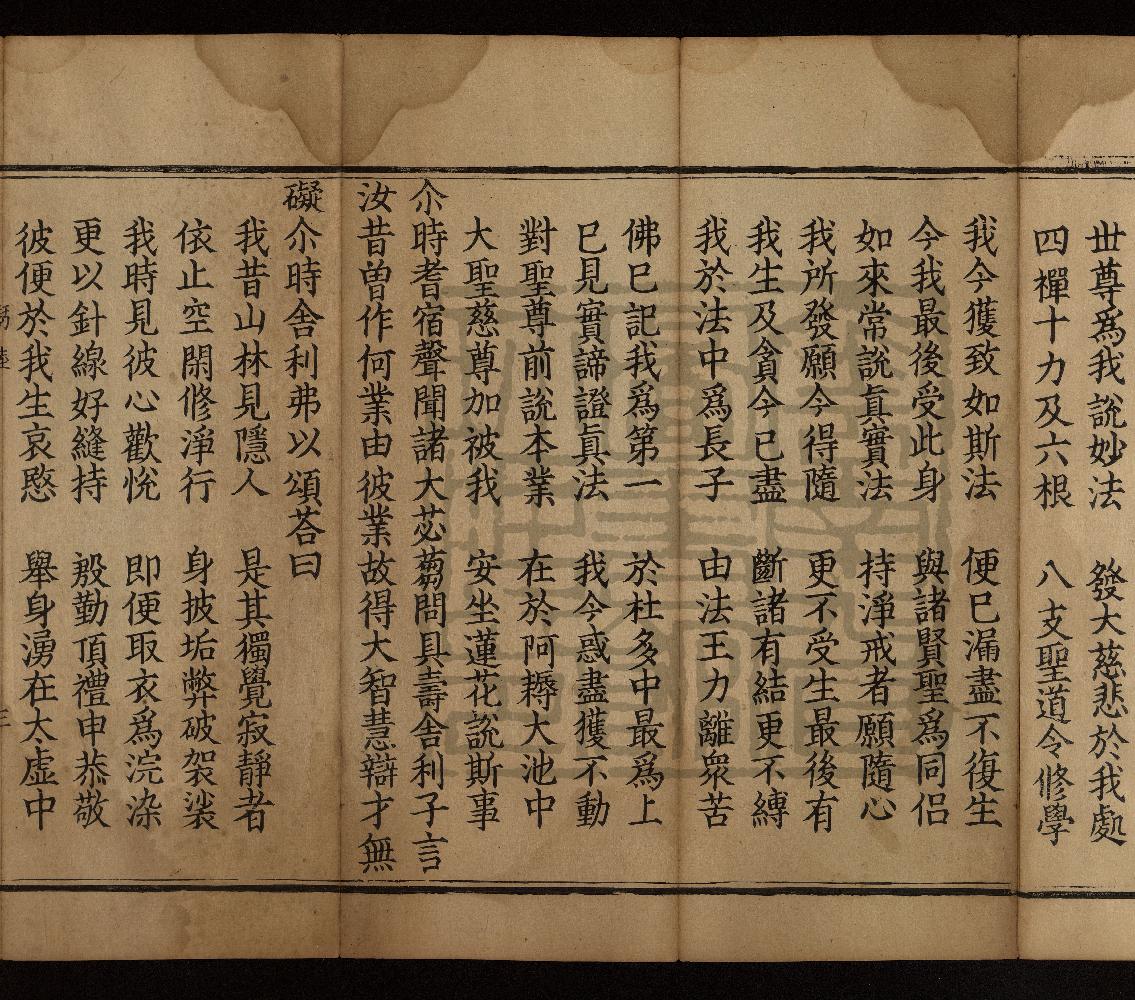 世尊為我說妙法　發大慈悲於我處
四禪十力及六根　八支聖道令修學
我今獲致如斯法　便已漏盡不復生
今我最後受此身　與諸賢聖為同侶
如來常說真實法　持淨戒者願隨心
我所發願今得隨　更不受生最後有
我生及貪今已盡　斷諸有結更不縛
我於法中為長子　由法王力離眾苦
佛已記我為第一　於杜多中最為上
已見實諦證真法　我今惑盡獲不動
對聖尊前說本業　在於阿耨大池中
大聖慈尊加被我　安坐蓮花說斯事
尒時耆宿聲聞諸大苾蒭問具壽舍利子言
汝昔曾作何業由彼業故得大智慧辯才無
礙尒時舍利弗以頌荅曰
我昔山林見隱人　是其獨覺寂靜者
依止空閑修淨行　身披垢弊破袈裟
我時見彼心歡悅　即便取衣為浣染
更以針線好縫持　殷勤頂禮申恭敬
彼便於我生哀愍　舉身湧在太虛中